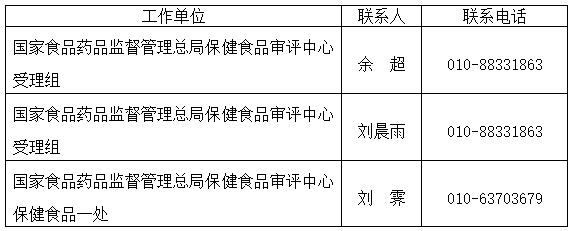 工作单位 联系人 联系电话
国家食品药品监督管理总局保健食品审评中心
受理组
余 超 010-88331863
国家食品药品监督管理总局保健食品审评中心
受理组
刘晨雨 010-88331863
国家食品药品监督管理总局保健食品审评中心
保健食品一处
刘 霁 010-63703679